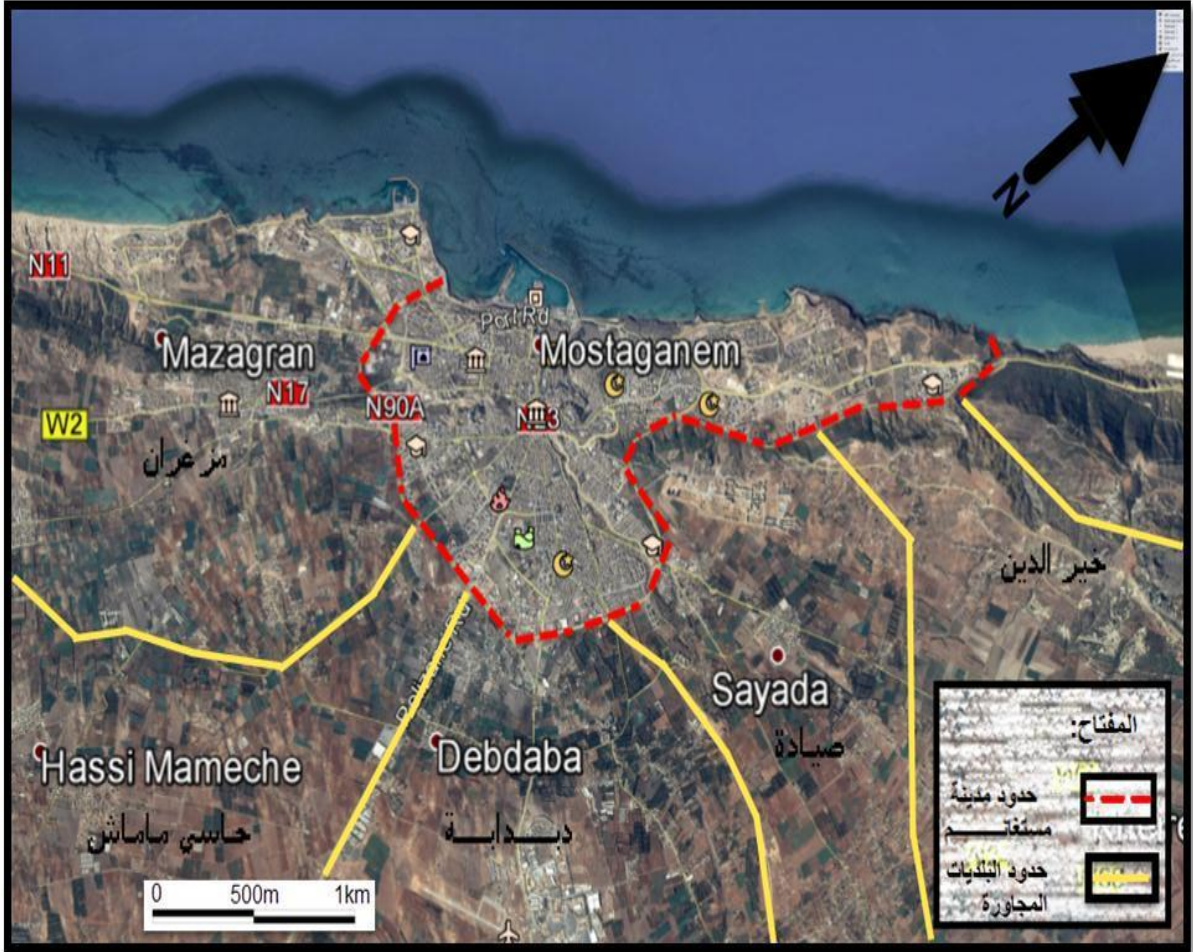 N
N11
Port Rd
Mazagran
Mostaganem
N17
N90A
W2
مزغران
خير الدين
Sayada
صيادة
Hassi Mameche
Debdaba
حاسي ماماش
دبدابة
0 500m 1km
المفتاح:
حدود مدينة
مستغانم
حدود البلديات
المجاورة